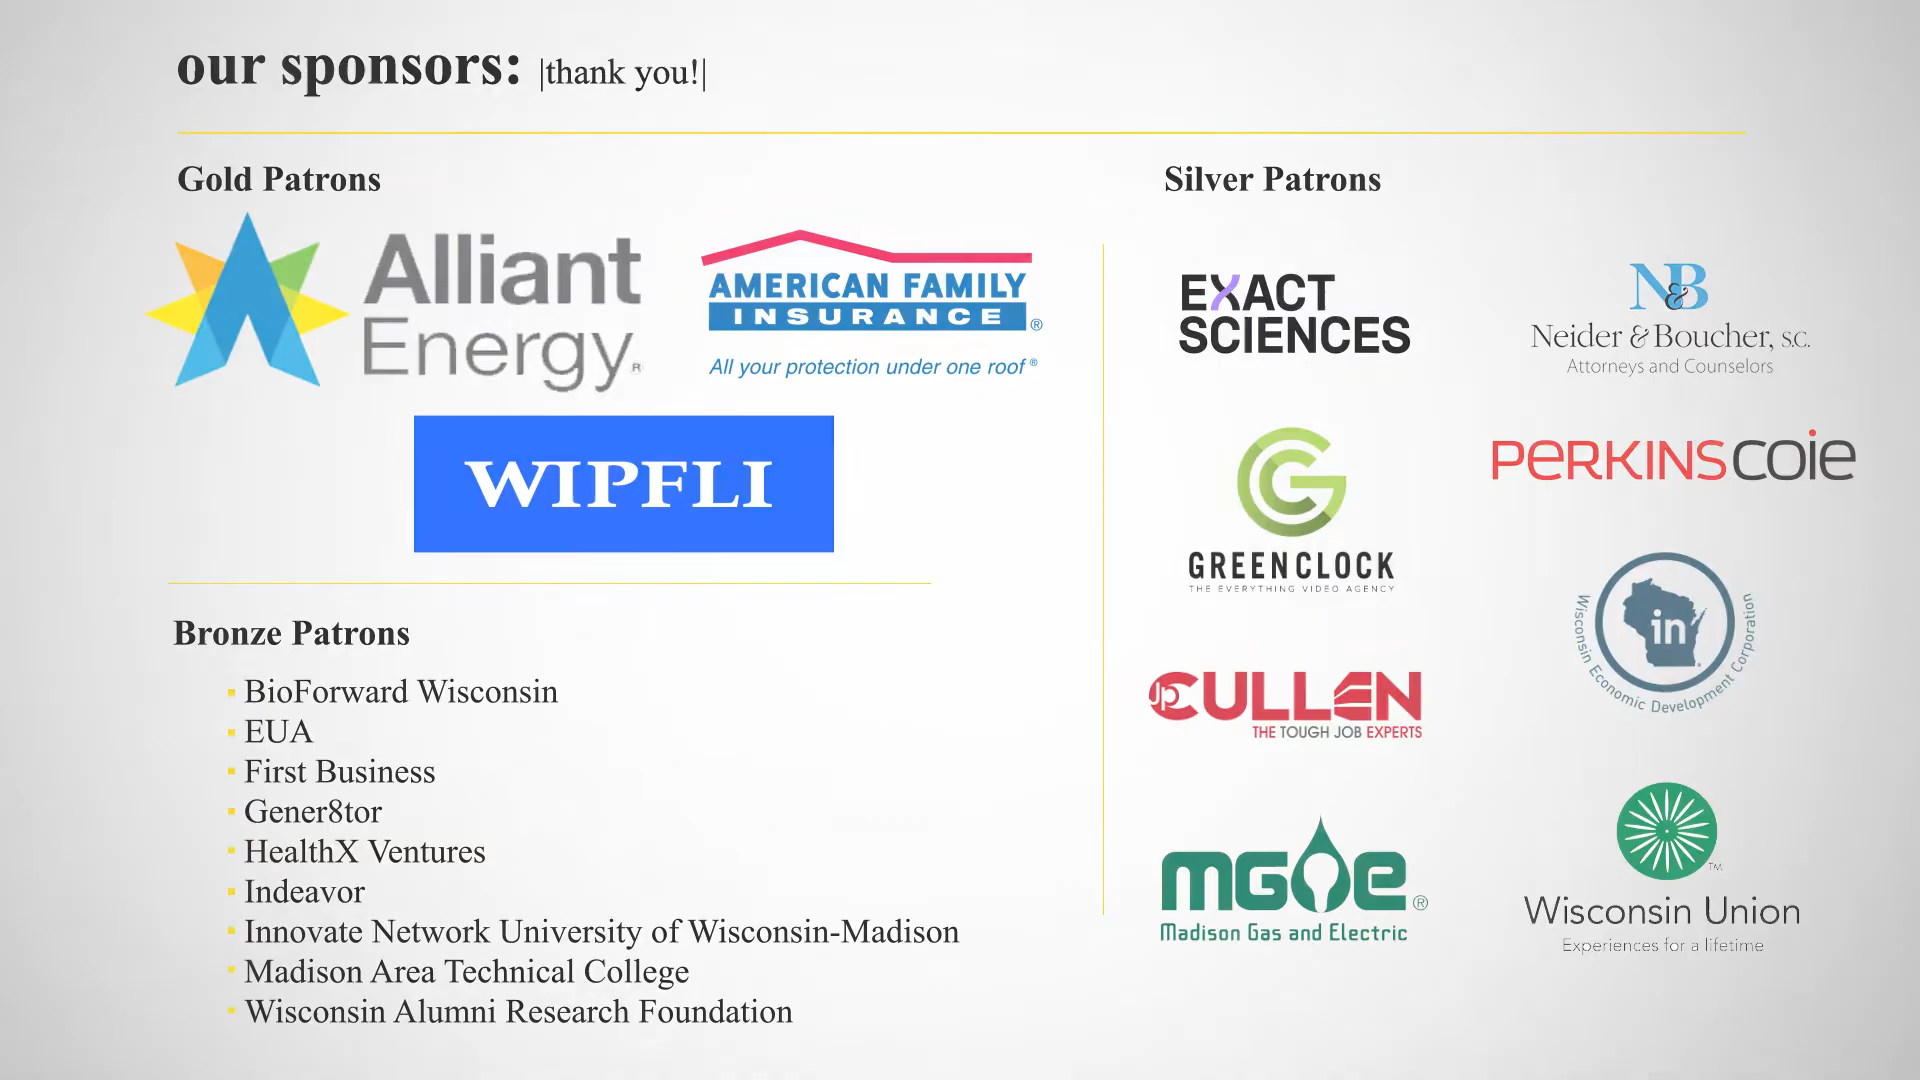 our sponsors: |thank you!|
Gold Patrons
Alliant
Energy®
AMERICAN FAMILY
INSURANCE ®
All your protection under one roof ®
WIPFLI
Bronze Patrons
▪ BioForward Wisconsin
▪ EUA
▪ First Business
▪ Gener8tor
▪ HealthX Ventures
▪ Indeavor
▪ Innovate Network University of Wisconsin-Madison
▪ Madison Area Technical College
▪ Wisconsin Alumni Research Foundation
Silver Patrons
EXACT
SCIENCES
N&B
Neider & Boucher, S.C.
Attorneys and Counselors
GREEN CLOCK
THE EVERYTHING VIDEO AGENCY
PERKINSCOIE
in
Wisconsin Economic Development Corporation
JP CULLEN
THE TOUGH JOB EXPERTS
mge ®
Madison Gas and Electric
TM
Wisconsin Union
Experiences for a lifetime